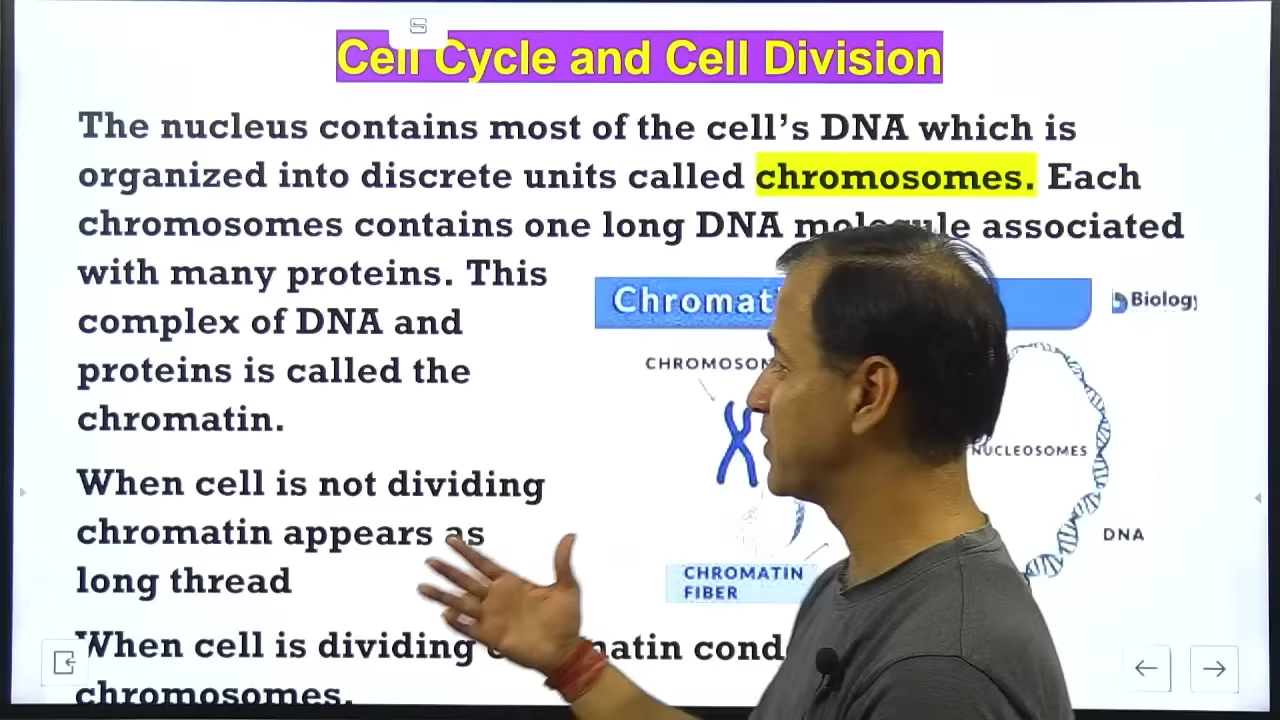 Cell Cycle and Cell Division
The nucleus contains most of the cell's DNA which is
organized into discrete units called chromosomes. Each
chromosomes contains one long DNA molecule associated
with many proteins. This
complex of DNA and
proteins is called the
chromatin.
When cell is not dividing
chromatin appears as
long thread
When cell is dividing
chromosomes.
Biology
NUCLEOSOMES
DNA
CHROMATIN
FIBER